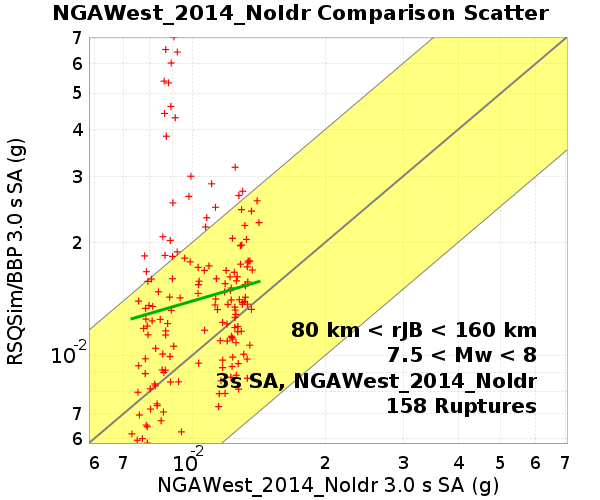 NGAWest_2014_NoIdr Comparison Scatter
RSQSim/BBP 3.0 s SA (g)
7
6
5
4
3
2
10-2
7
6
80 km < rJB < 160 km
7.5 < Mw < 8
3s SA, NGAWest_2014_NoIdr
158 Ruptures
6 7 10-2 2 3 4 5 6 7
NGAWest_2014_NoIdr 3.0 s SA (g)